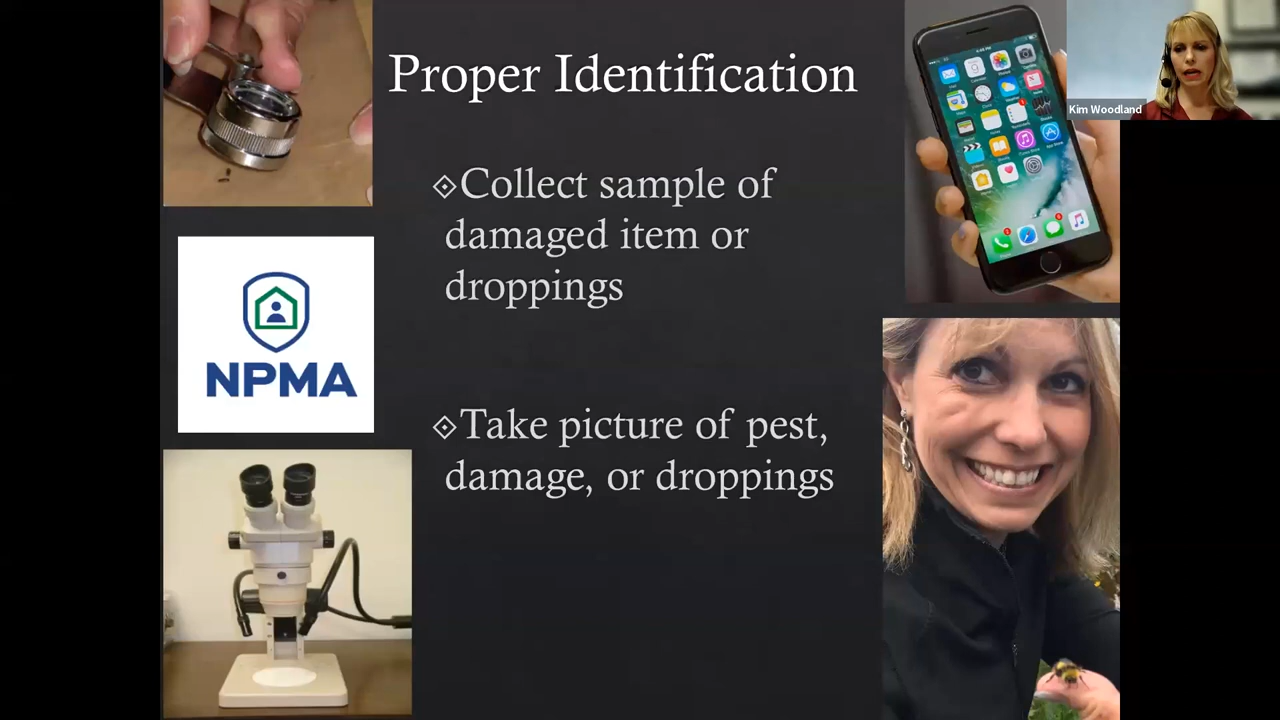 Proper Identification
Kim Woodland
Collect sample of
damaged item or
droppings
NPMA
Take picture of pest,
damage, or droppings